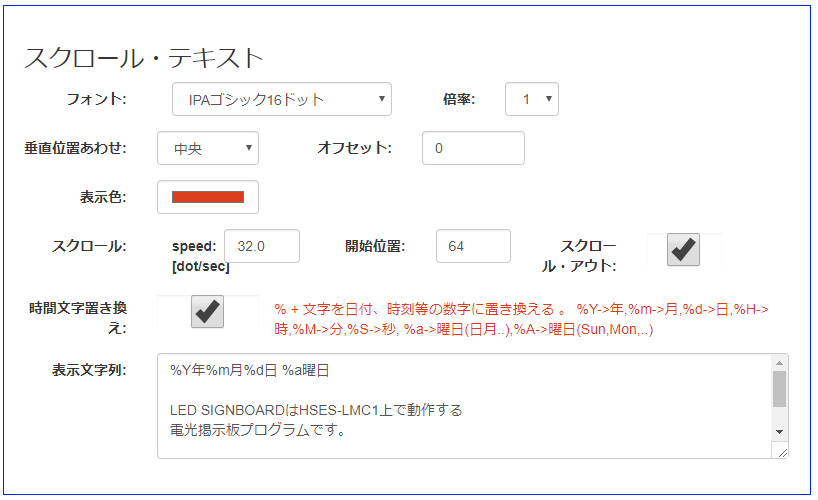 スクロール・テキスト
フォント: IPAゴシック16ドット 倍率: 1
垂直位置あわせ: 中央 オフセット: 0
表示色:
スクロール: speed: 32.0 開始位置: 64 スクロー
[dot/sec] ル・アウト:
時間文字置き換 % + 文字を日付、時刻等の数字に置き換える 。 %Y->年,%m->月,%d->日,%H->
え: 時,%M->分,%S->秒, %a->曜日(日月..),%A->曜日(Sun,Mon,..)
表示文字列: %Y年%m月%d日 %a曜日
LED SIGNBOARDはHSES-LMC1上で動作する
電光掲示板プログラムです。